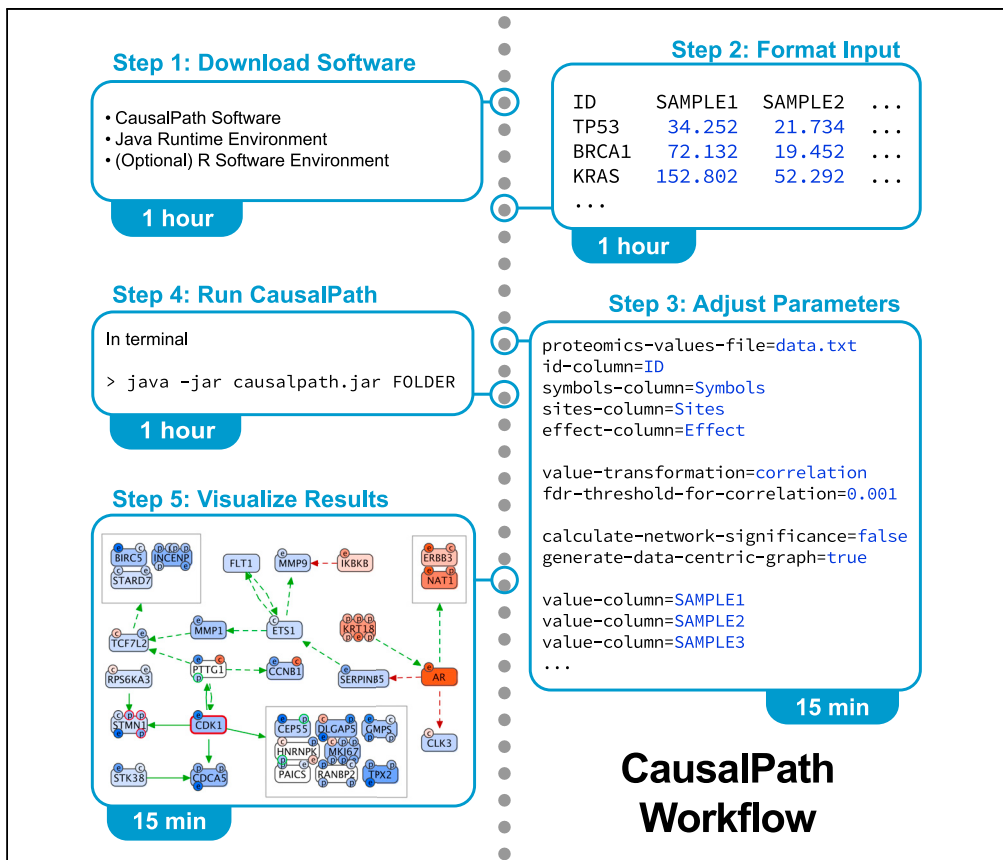 Step 1: Download Software
• CausalPath Software
• Java Runtime Environment
• (Optional) R Software Environment
1 hour
Step 2: Format Input
ID SAMPLE1 SAMPLE2 ...
TP53 34.252 21.734 ...
BRCA1 72.132 19.452 ...
KRAS 152.802 52.292 ...
...
1 hour
Step 3: Adjust Parameters
proteomics-values-file=data.txt
id-column=ID
symbols-column=Symbols
sites-column=Sites
effect-column=Effect
value-transformation=correlation
fdr-threshold-for-correlation=0.001
calculate-network-significance=false
generate-data-centric-graph=true
value-column=SAMPLE1
value-column=SAMPLE2
value-column=SAMPLE3
...
15 min
Step 4: Run CausalPath
In terminal
> java -jar causalpath.jar FOLDER
1 hour
Step 5: Visualize Results
BIRC5
INCENP
STARD7
FLT1
MMP9
IKBKB
ERBB3
NAT1
TCF7L2
MMP1
ETS1
KRT18
RPS6KA3
PTTG1
CCNB1
SERPINB5
AR
STMN1
CDK1
CEP55
DLGAP5
GMPS
CLK3
HNRNPK
MKI67
STK38
CDCA5
PAICS
RANBP2
TPX2
15 min
CausalPath
Workflow